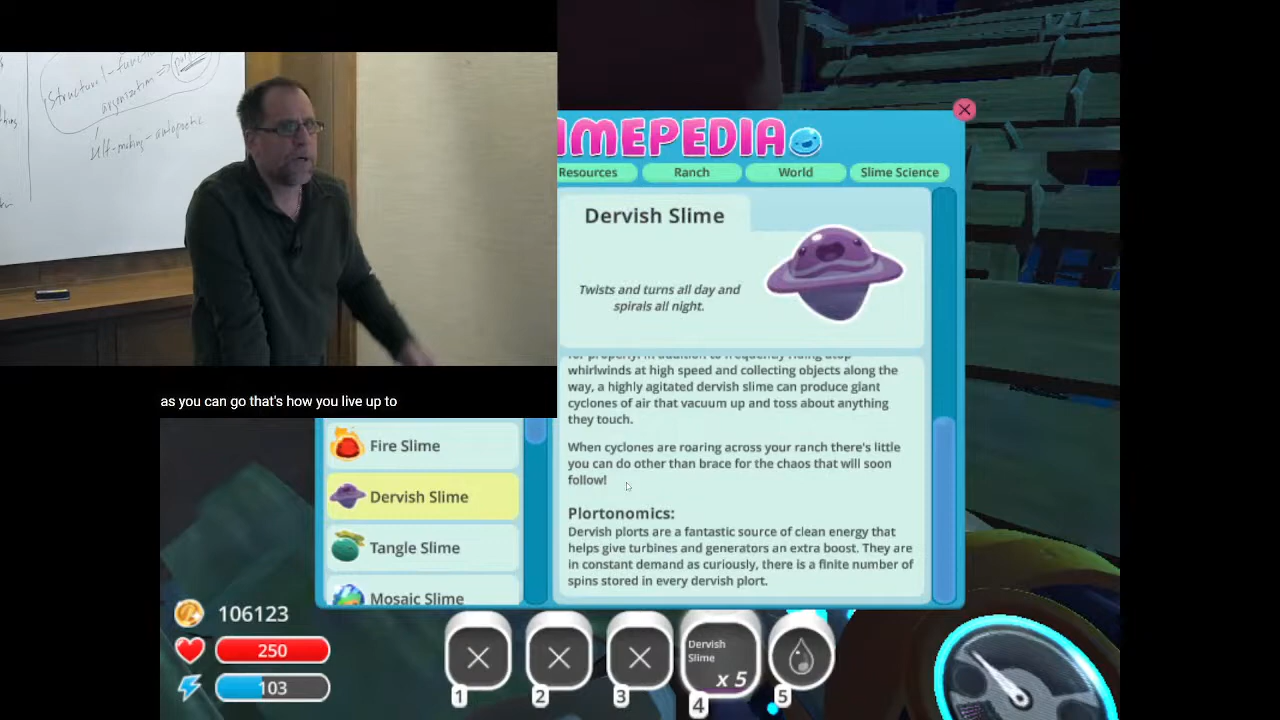 structural-functional
organization ⇒
self-making - autopoetic
as you can go that's how you live up to
IMEPEDIA
Resources
Ranch
World
Slime Science
Dervish Slime
Twists and turns all day and
spirals all night.
whirlwinds at high speed and collecting objects along the
way, a highly agitated dervish slime can produce giant
cyclones of air that vacuum up and toss about anything
they touch.
When cyclones are roaring across your ranch there's little
you can do other than brace for the chaos that will soon
follow!
Plortonomics:
Dervish plorts are a fantastic source of clean energy that
helps give turbines and generators an extra boost. They are
in constant demand as curiously, there is a finite number of
spins stored in every dervish plort.
Fire Slime
Dervish Slime
Tangle Slime
Mosaic Slime
106123
250
103
1
2
3
Dervish
Slime
x 5
4
5